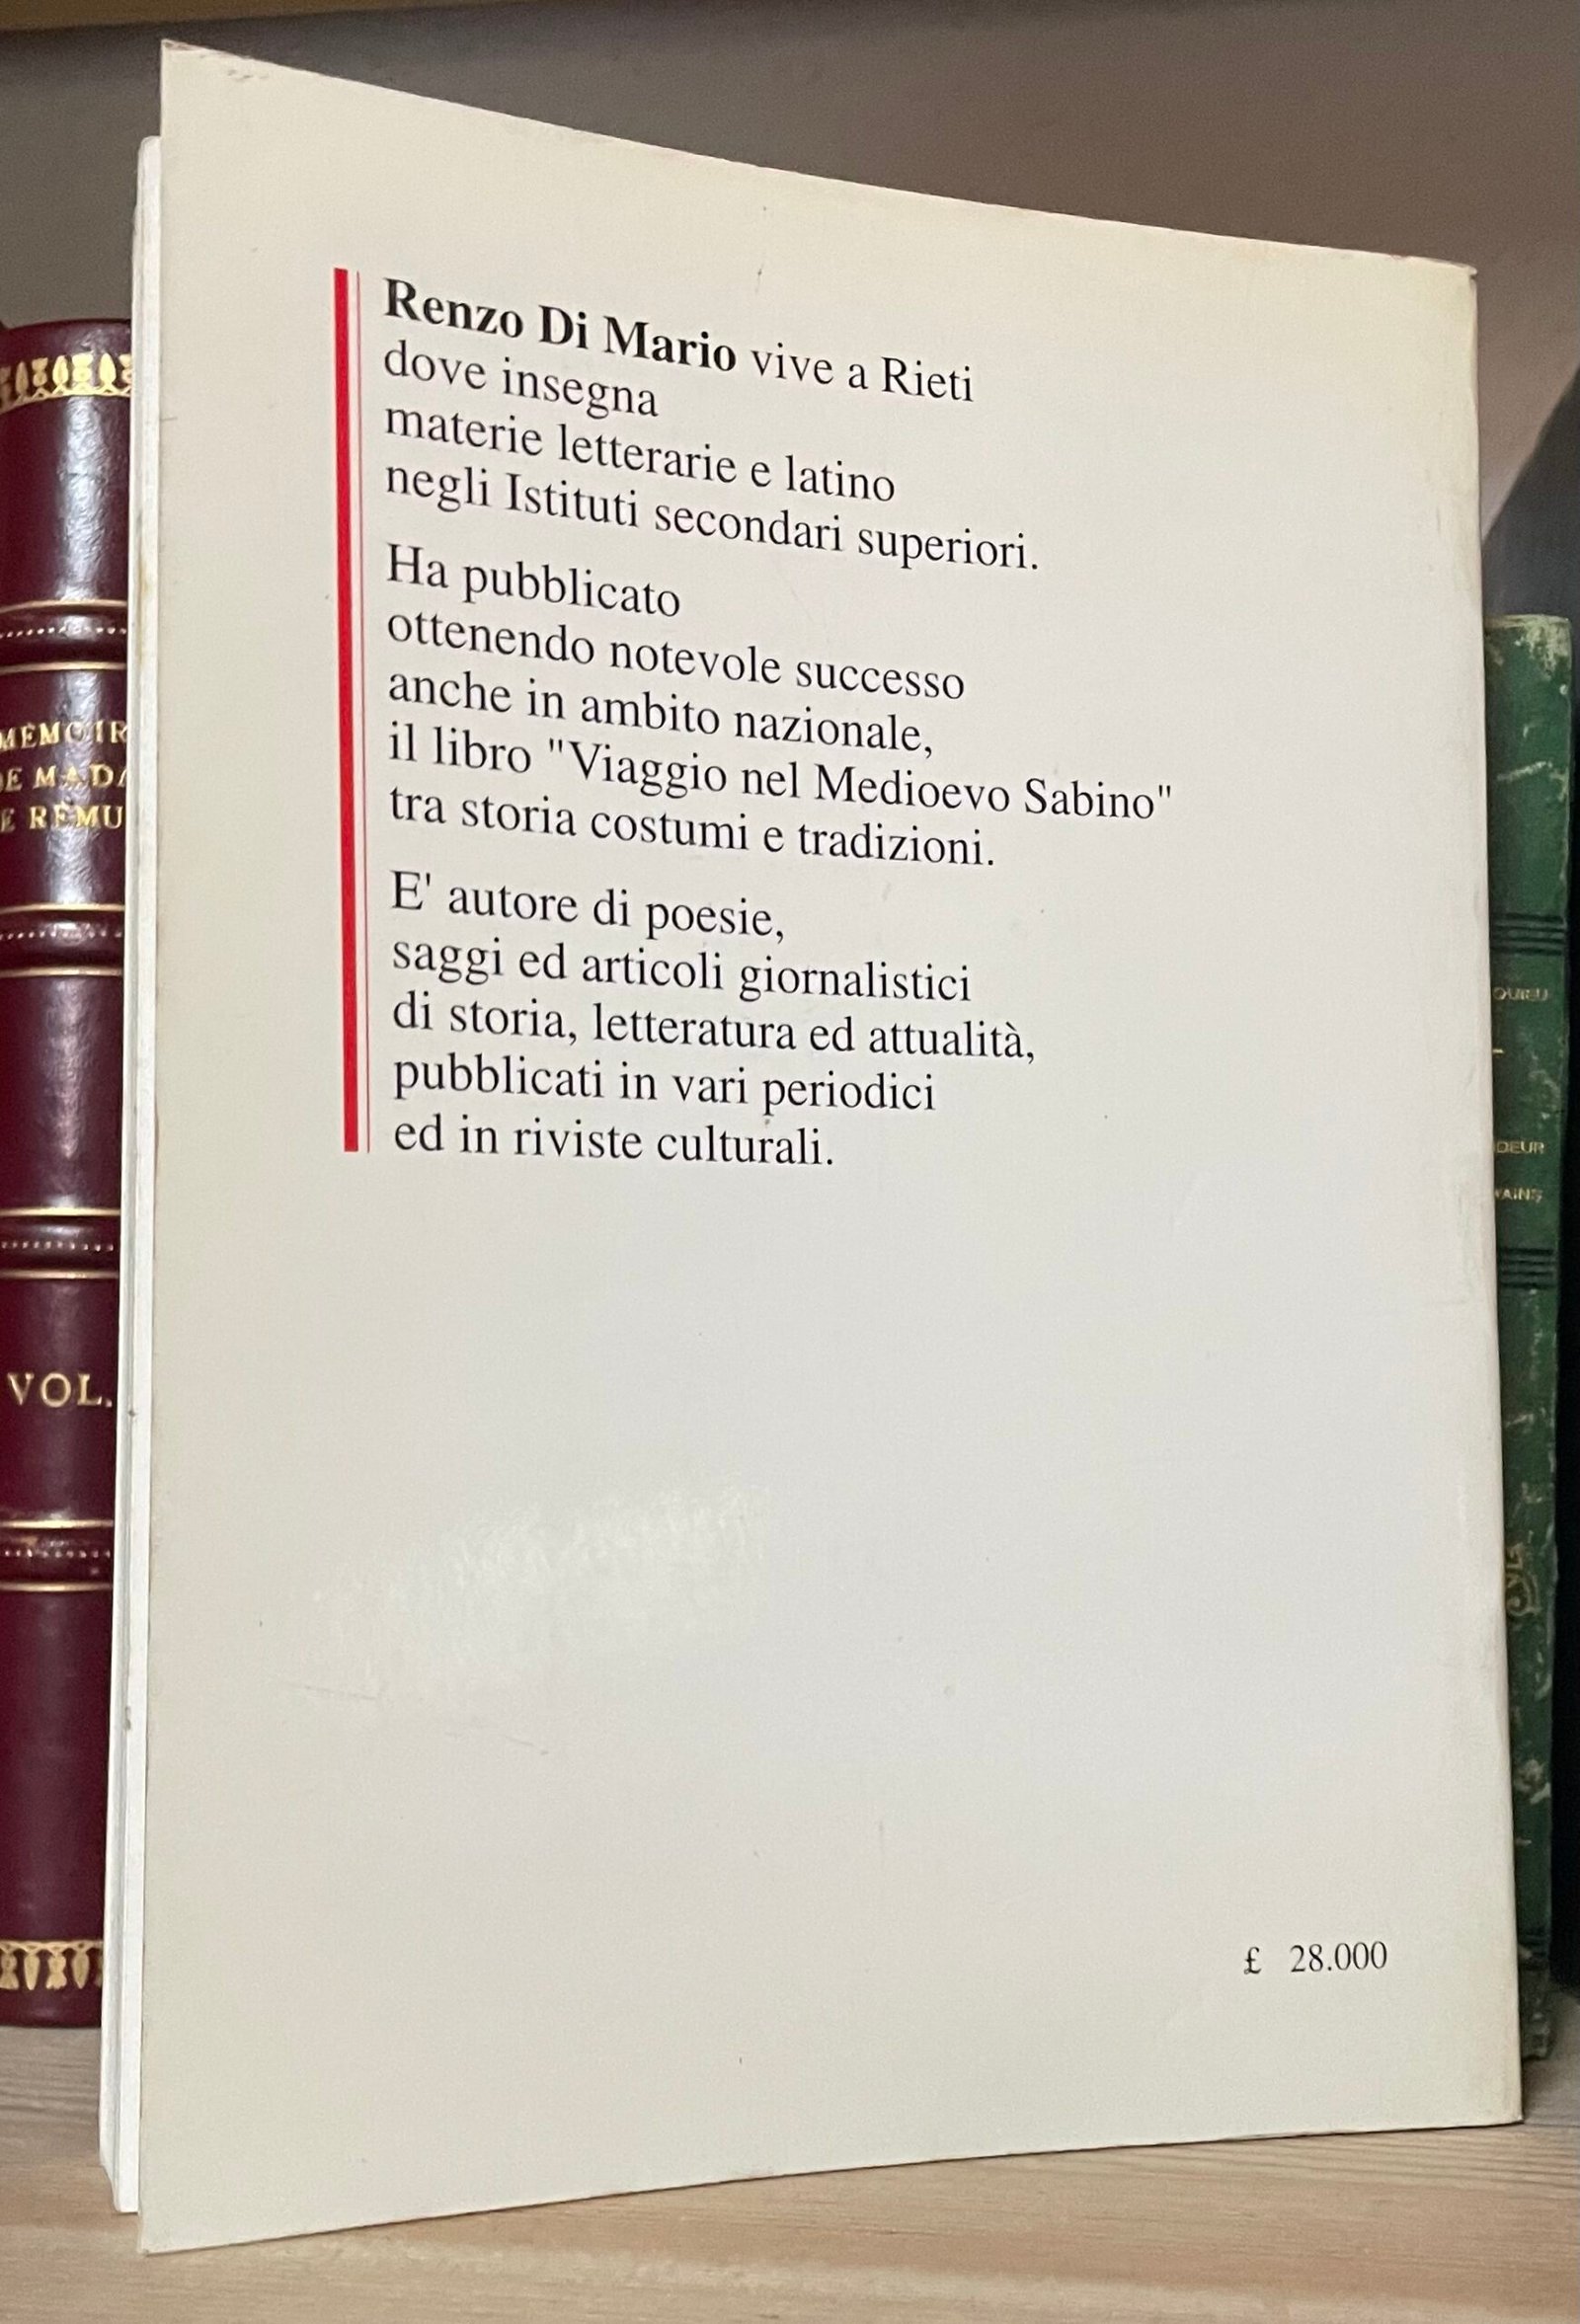 Renzo Di Mario vive a Rieti
dove insegna
materie letterarie e latino
negli Istituti secondari superiori.
Ha pubblicato
ottenendo notevole successo
anche in ambito nazionale,
il libro "Viaggio nel Medioevo Sabino"
tra storia costumi e tradizioni.
E' autore di poesie,
saggi ed articoli giornalistici
di storia, letteratura ed attualità,
pubblicati in vari periodici
ed in riviste culturali.
£ 28.000
VOL.